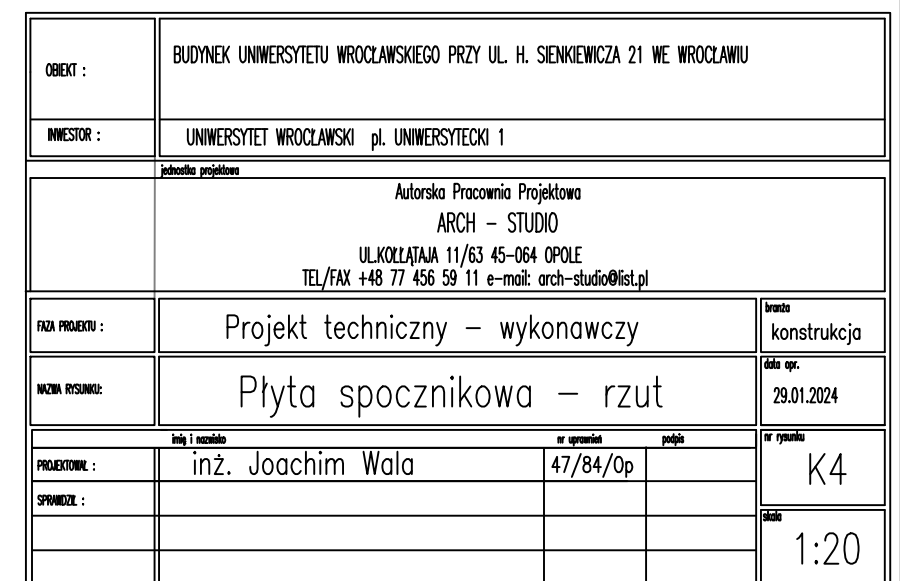 OBIEKT :
BUDYNEK UNIWERSYTETU WROCŁAWSKIEGO PRZY UL. H. SIENKIEWICZA 21 WE WROCŁAWIU
INWESTOR :
UNIWERSYTET WROCŁAWSKI pl. UNIWERSYTECKI 1
jednostka projektowa
Autorska Pracownia Projektowa
ARCH – STUDIO
UL.KOŁŁĄTAJA 11/63 45-064 OPOLE
TEL/FAX +48 77 456 59 11 e-mail: arch-studio@list.pl
FAZA PROJEKTU :
Projekt techniczny – wykonawczy
branża
konstrukcja
NAZWA RYSUNKU:
Płyta spocznikowa – rzut
data opr.
29.01.2024
imię i nazwisko
nr uprawnień
podpis
nr rysunku
K4
PROJEKTOWAŁ :
inż. Joachim Wala
47/84/Op
SPRAWDZIŁ :
skala
1:20